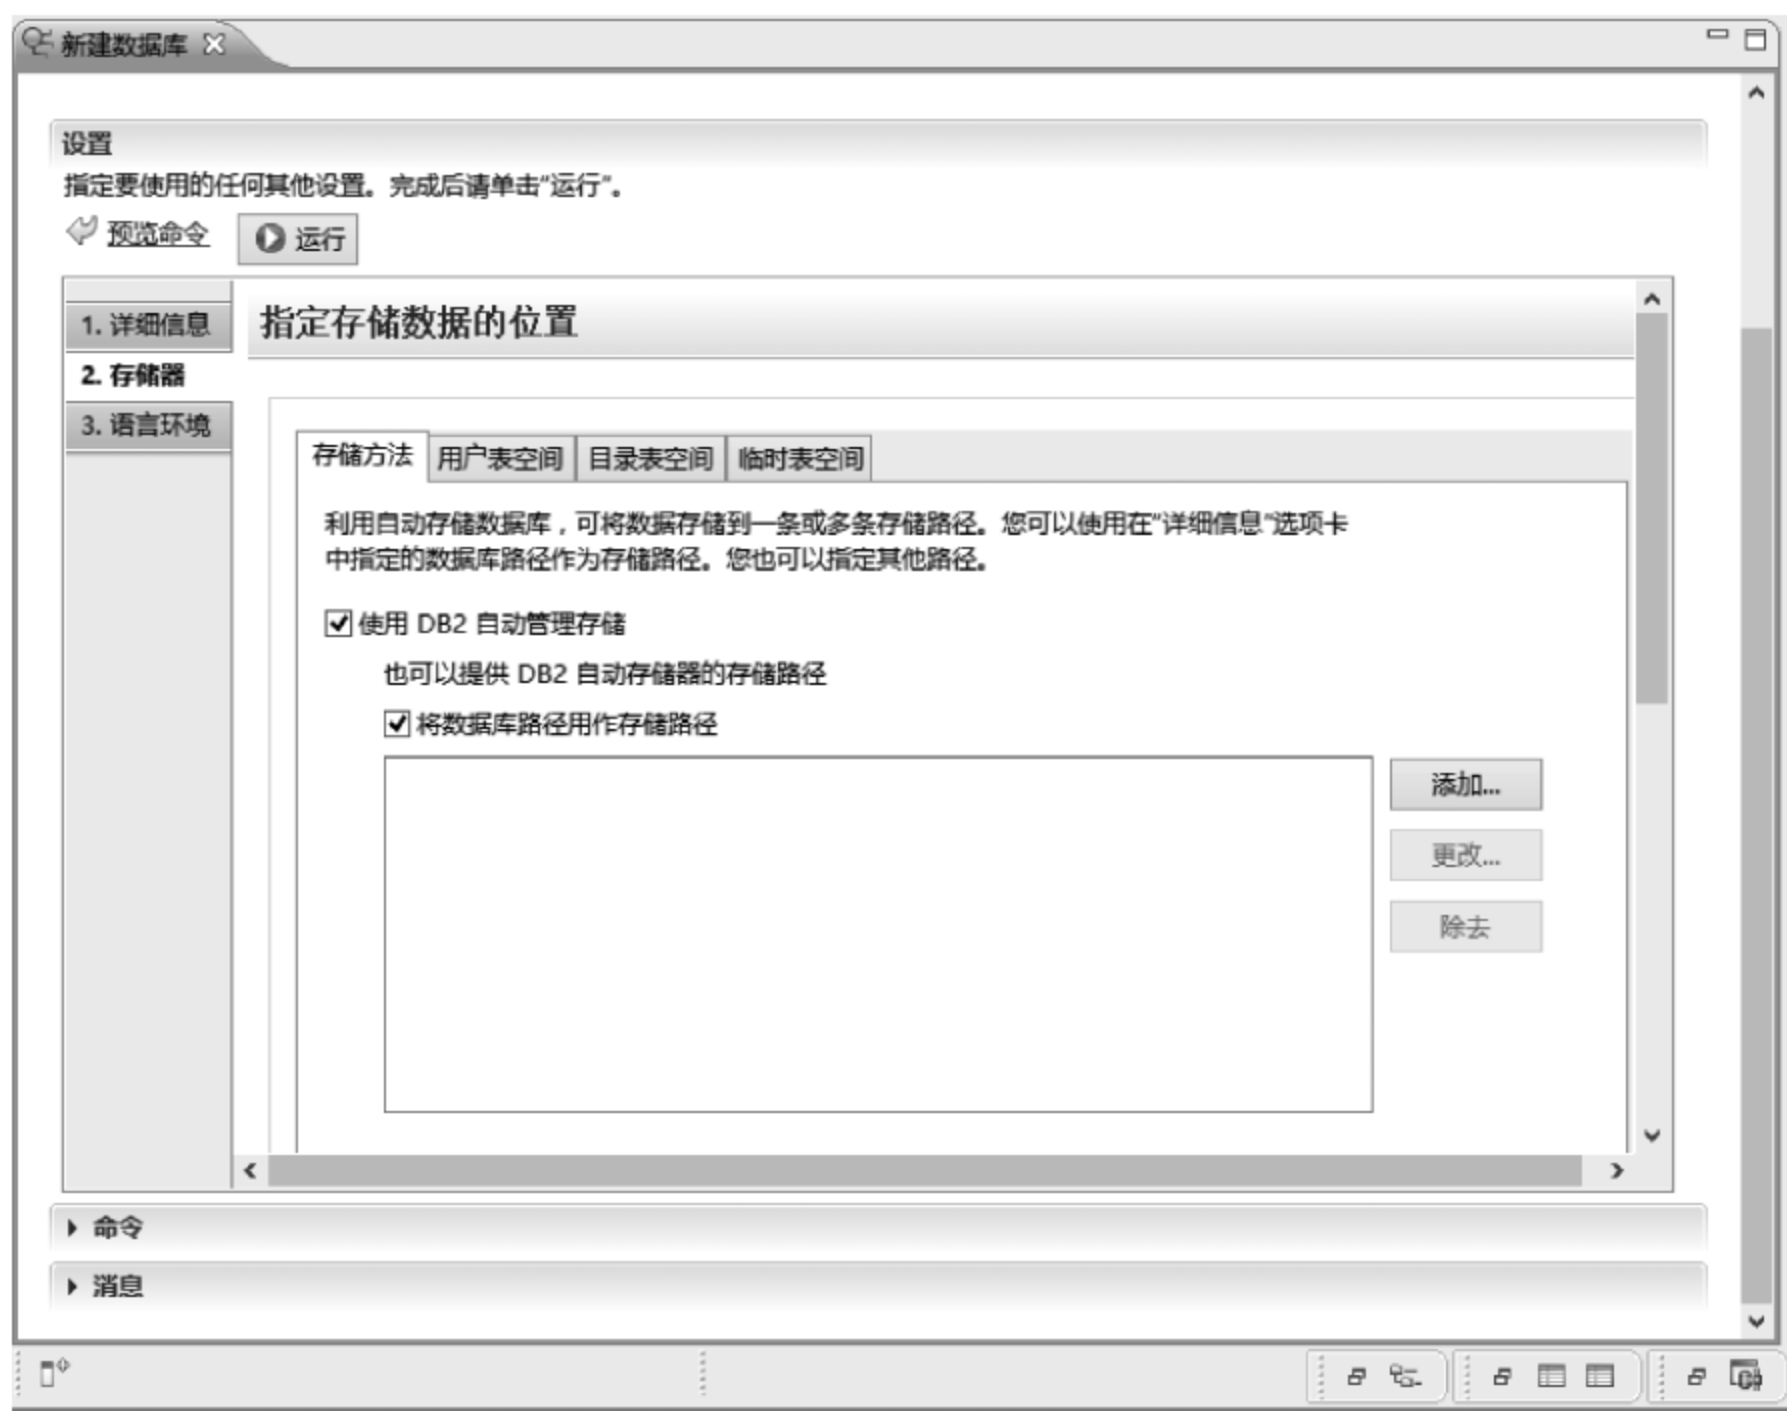 新建数据库
设置
指定要使用的任何其他设置。完成后请单击“运行”。
预览命令
运行
1. 详细信息
2. 存储器
3. 语言环境
指定存储数据的位置
存储方法 用户表空间 目录表空间 临时表空间
利用自动存储数据库，可将数据存储到一条或多条存储路径。您可以使用在“详细信息”选项卡
中指定的数据库路径作为存储路径。您也可以指定其他路径。
使用 DB2 自动管理存储
也可以提供 DB2 自动存储器的存储路径
将数据库路径用作存储路径
添加...
更改...
除去
命令
消息